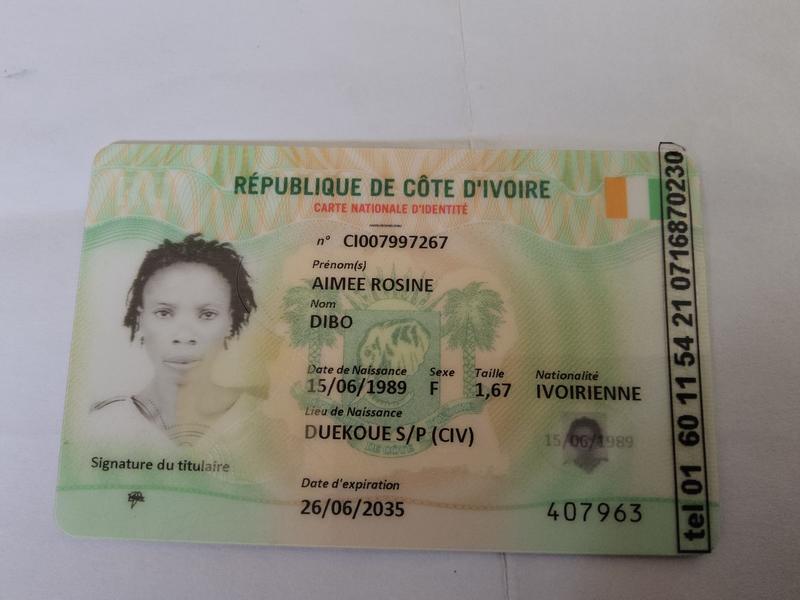 RÉPUBLIQUE DE CÔTE D'IVOIRE
CARTE NATIONALE D'IDENTITÉ
n° CI007997267
Prénom(s)
AIMEE ROSINE
Nom
DIBO
Date de Naissance Sexe Taille Nationalité
15/06/1989 F 1,67 IVOIRIENNE
Lieu de Naissance
DUEKOUE S/P (CIV)
15/06/1989
Signature du titulaire
Date d'expiration
26/06/2035
407963
tel 01 60 11 54 21 0716870230